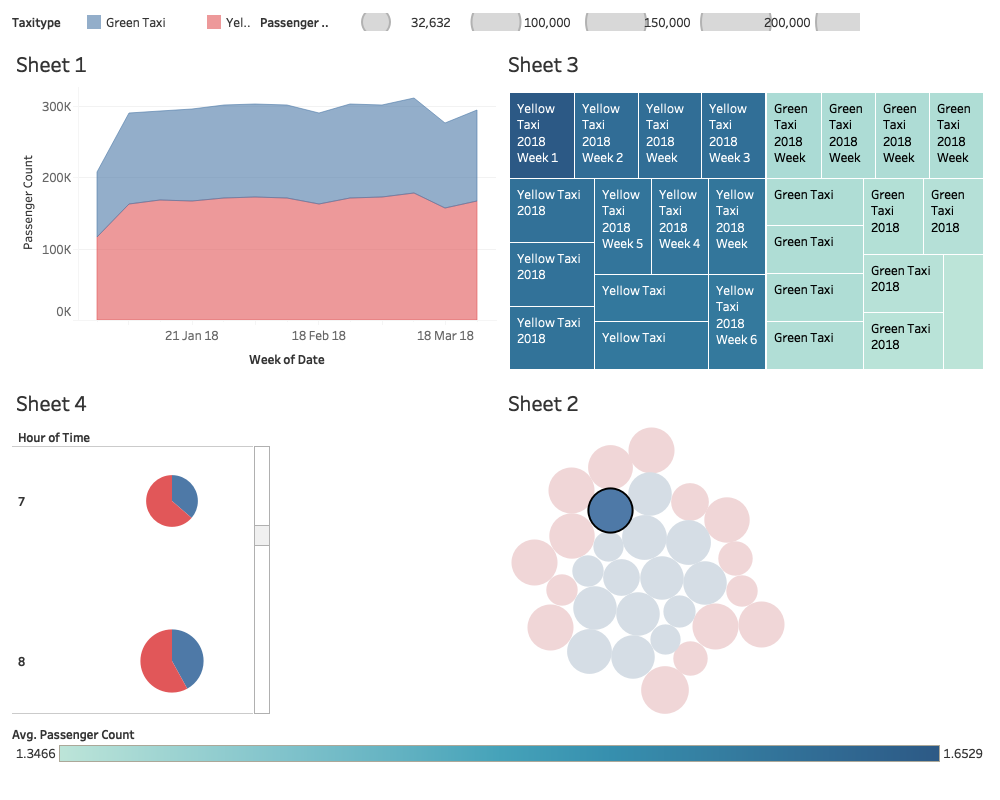 Taxitype Green Taxi Yel.. Passenger .. 32,632 100,000 150,000 200,000
Sheet 1
300K
200K
100K
0K
Passenger Count
21 Jan 18 18 Feb 18 18 Mar 18
Week of Date
Sheet 3
Yellow
Taxi
2018
Week 1
Yellow
Taxi
2018
Week 2
Yellow
Taxi
2018
Week
Yellow
Taxi
2018
Week 3
Green
Taxi
2018
Week
Green
Taxi
2018
Week
Green
Taxi
2018
Week
Green
Taxi
2018
Week
Yellow Taxi
2018
Yellow Taxi
2018
Yellow Taxi
2018
Yellow
Taxi
2018
Week 5
Yellow
Taxi
2018
Week 4
Yellow
Taxi
2018
Week
Yellow Taxi
Yellow Taxi
Yellow
Taxi
2018
Week 6
Green Taxi
Green Taxi
Green Taxi
Green Taxi
Green
Taxi
2018
Green
Taxi
2018
Green Taxi
2018
Green Taxi
2018
Sheet 4
Hour of Time
7
8
Sheet 2
Avg. Passenger Count
1.3466 1.6529